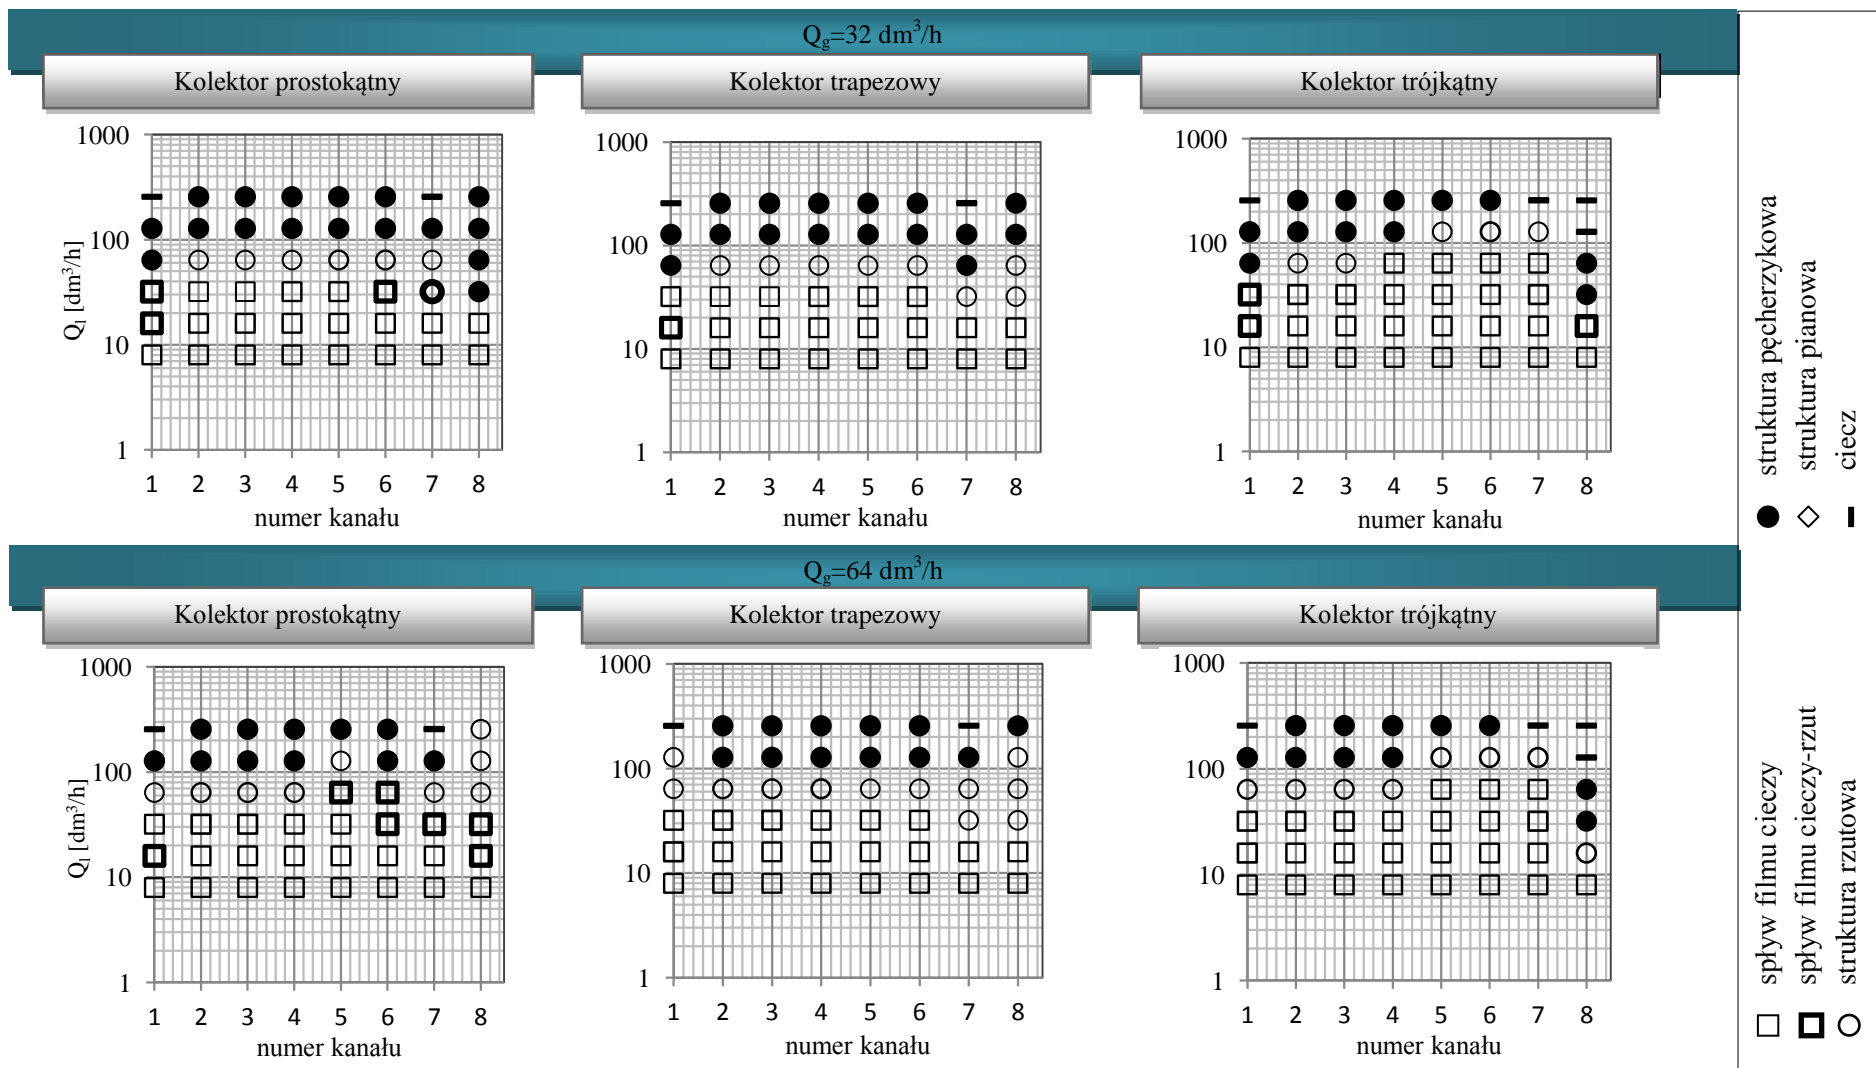 Qg=32 dm³/h
Kolektor prostokątny
Kolektor trapezowy
Kolektor trójkątny
1000
100
10
1
Ql [dm³/h]
1 2 3 4 5 6 7 8
numer kanału
1000
100
10
1
1 2 3 4 5 6 7 8
numer kanału
1000
100
10
1
1 2 3 4 5 6 7 8
numer kanału
Qg=64 dm³/h
Kolektor prostokątny
Kolektor trapezowy
Kolektor trójkątny
1000
100
10
1
Ql [dm³/h]
1 2 3 4 5 6 7 8
numer kanału
1000
100
10
1
1 2 3 4 5 6 7 8
numer kanału
1000
100
10
1
1 2 3 4 5 6 7 8
numer kanału
struktura pęcherzykowa
struktura pianowa
ciecz
spływ filmu cieczy
spływ filmu cieczy-rzut
struktura rzutowa